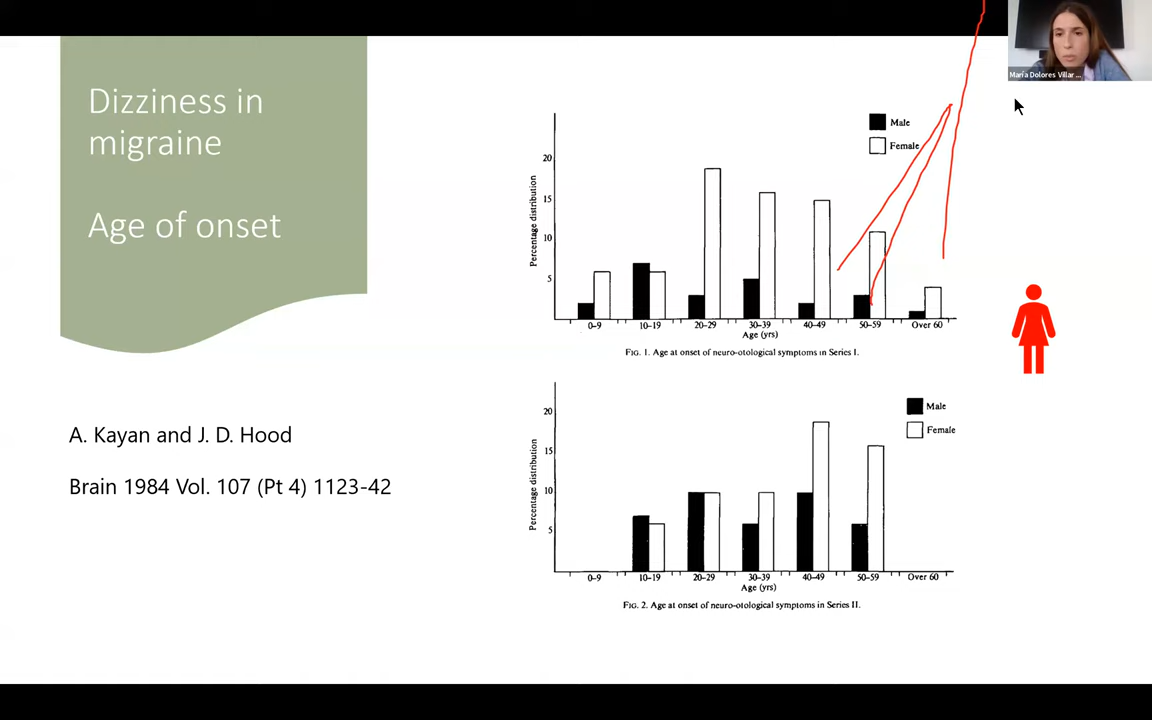 Dizziness in
migraine
Age of onset
A. Kayan and J. D. Hood
Brain 1984 Vol. 107 (Pt 4) 1123-42
María Dolores Villar ...
Male
Female
Percentage distribution
20
15
10
5
0–9
10–19
20–29
30–39
40–49
50–59
Over 60
Age (yrs)
FIG. 1. Age at onset of neuro-otological symptoms in Series I.
Male
Female
Percentage distribution
20
15
10
5
0–9
10–19
20–29
30–39
40–49
50–59
Over 60
Age (yrs)
FIG. 2. Age at onset of neuro-otological symptoms in Series II.